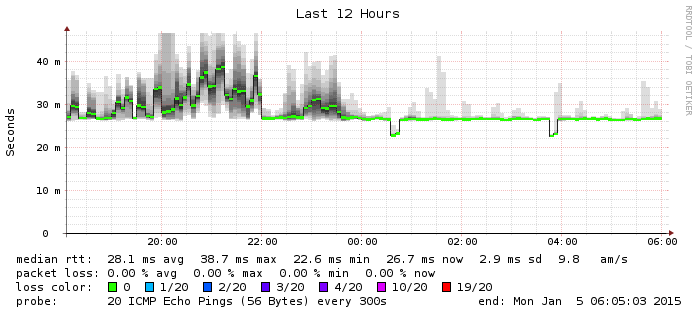 Last 12 Hours
RRDTOOL / TOBI OETIKER
Seconds
40 m
30 m
20 m
10 m
0
20:00 22:00 00:00 02:00 04:00 06:00
median rtt: 28.1 ms avg 38.7 ms max 22.6 ms min 26.7 ms now 2.9 ms sd 9.8 am/s
packet loss: 0.00 % avg 0.00 % max 0.00 % min 0.00 % now
loss color: 0 1/20 2/20 3/20 4/20 10/20 19/20
probe: 20 ICMP Echo Pings (56 Bytes) every 300s end: Mon Jan 5 06:05:03 2015